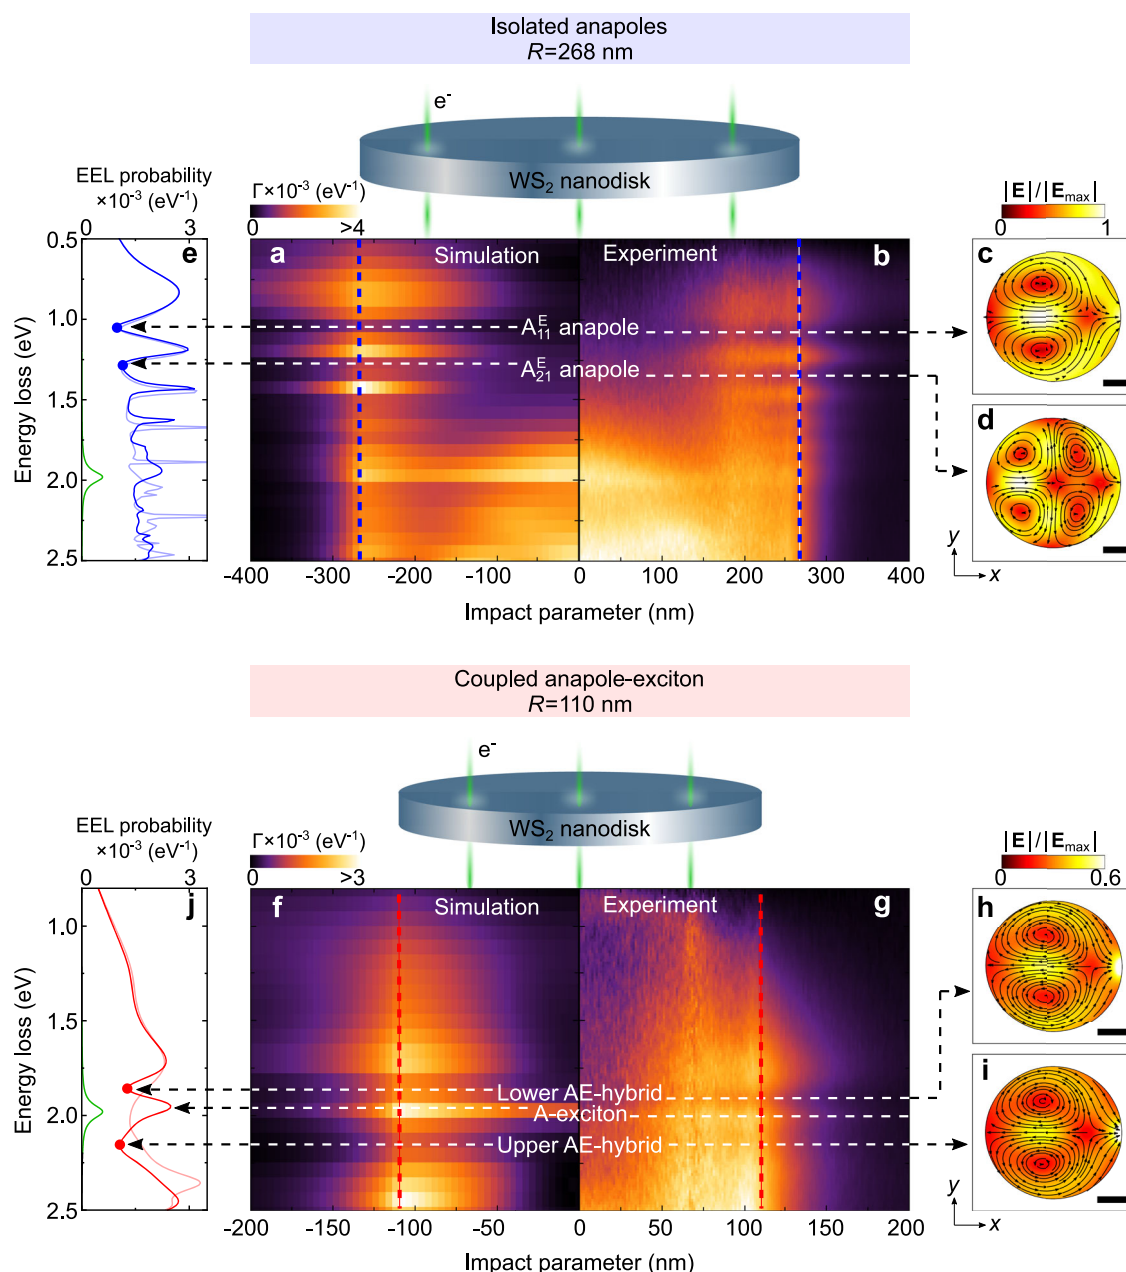 Isolated anapoles
R=268 nm
e-
WS2 nanodisk
EEL probability
×10-3 (eV-1)
0 3
Γ×10-3 (eV-1)
0 >4
|E| / |Emax|
0 1
e
a
Simulation
Experiment
b
c
d
0.5
1.0
1.5
2.0
2.5
Energy loss (eV)
A11E anapole
A21E anapole
-400 -300 -200 -100 0 100 200 300 400
Impact parameter (nm)
y
x
Coupled anapole-exciton
R=110 nm
e-
WS2 nanodisk
EEL probability
×10-3 (eV-1)
0 3
Γ×10-3 (eV-1)
0 >3
|E| / |Emax|
0 0.6
j
f
Simulation
Experiment
g
h
i
1.0
1.5
2.0
2.5
Energy loss (eV)
Lower AE-hybrid
A-exciton
Upper AE-hybrid
-200 -150 -100 -50 0 50 100 150 200
Impact parameter (nm)
y
x